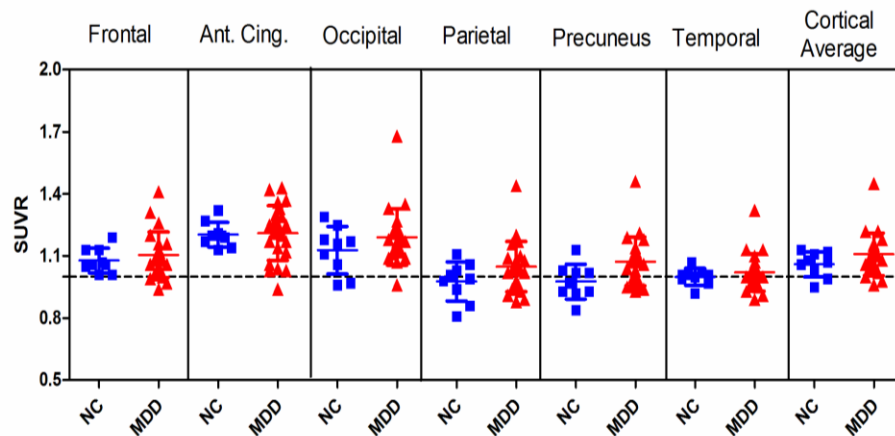 Frontal Ant. Cing. Occipital Parietal Precuneus Temporal Cortical Average
SUVR
2.0
1.7
1.4
1.1
0.8
0.5
NC MDD NC MDD NC MDD NC MDD NC MDD NC MDD NC MDD